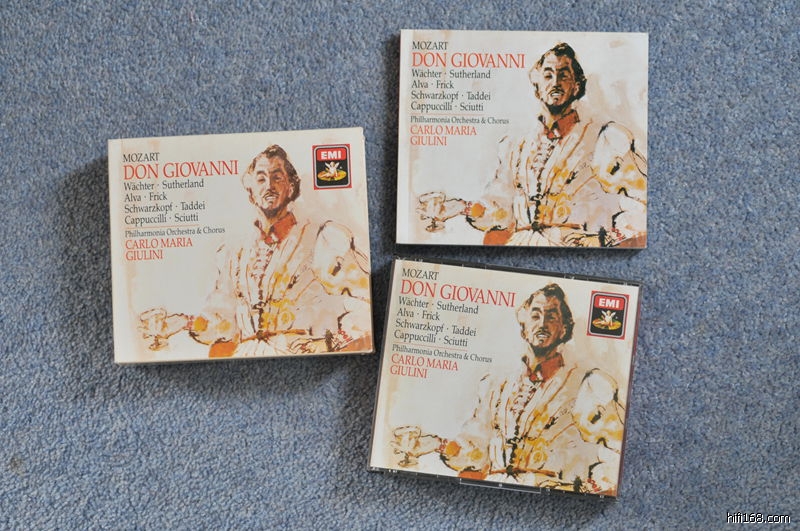 MOZART
DON GIOVANNI
Wächter · Sutherland
Alva · Frick
Schwarzkopf · Taddei
Cappuccilli · Sciutti
Philharmonia Orchestra & Chorus
CARLO MARIA
GIULINI
EMI
MOZART
DON GIOVANNI
Wächter · Sutherland
Alva · Frick
Schwarzkopf · Taddei
Cappuccilli · Sciutti
Philharmonia Orchestra & Chorus
CARLO MARIA
GIULINI
MOZART
DON GIOVANNI
Wächter · Sutherland
Alva · Frick
Schwarzkopf · Taddei
Cappuccilli · Sciutti
Philharmonia Orchestra & Chorus
CARLO MARIA
GIULINI
EMI
hifi168.com